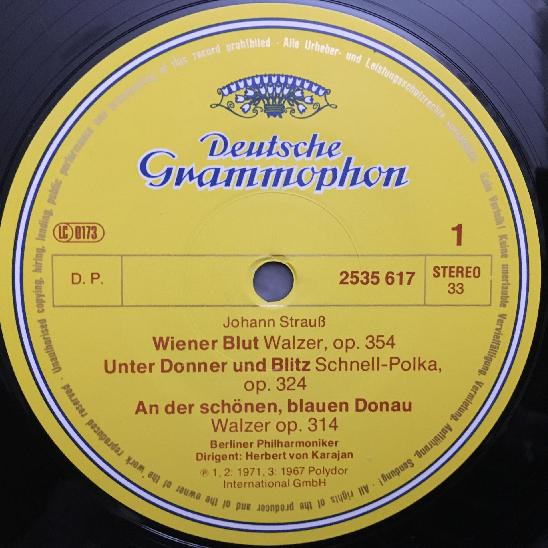 Unauthorised copying, hiring, lending, public performance and broadcasting of this record prohibited · Alle Urheber- und Leistungsschutzrechte vorbehalten · Kein Verleih! Keine unerlaubte Vervielfältigung, Vermietung, Aufführung, Sendung! · All rights of the producer and of the owner of the work reproduced reserved ·
Deutsche
Grammophon
LC 0173
1
D. P.
2535 617
STEREO
33
Johann Strauß
Wiener Blut Walzer, op. 354
Unter Donner und Blitz Schnell-Polka,
op. 324
An der schönen, blauen Donau
Walzer op. 314
Berliner Philharmoniker
Dirigent: Herbert von Karajan
℗ 1, 2: 1971, 3: 1967 Polydor
International GmbH